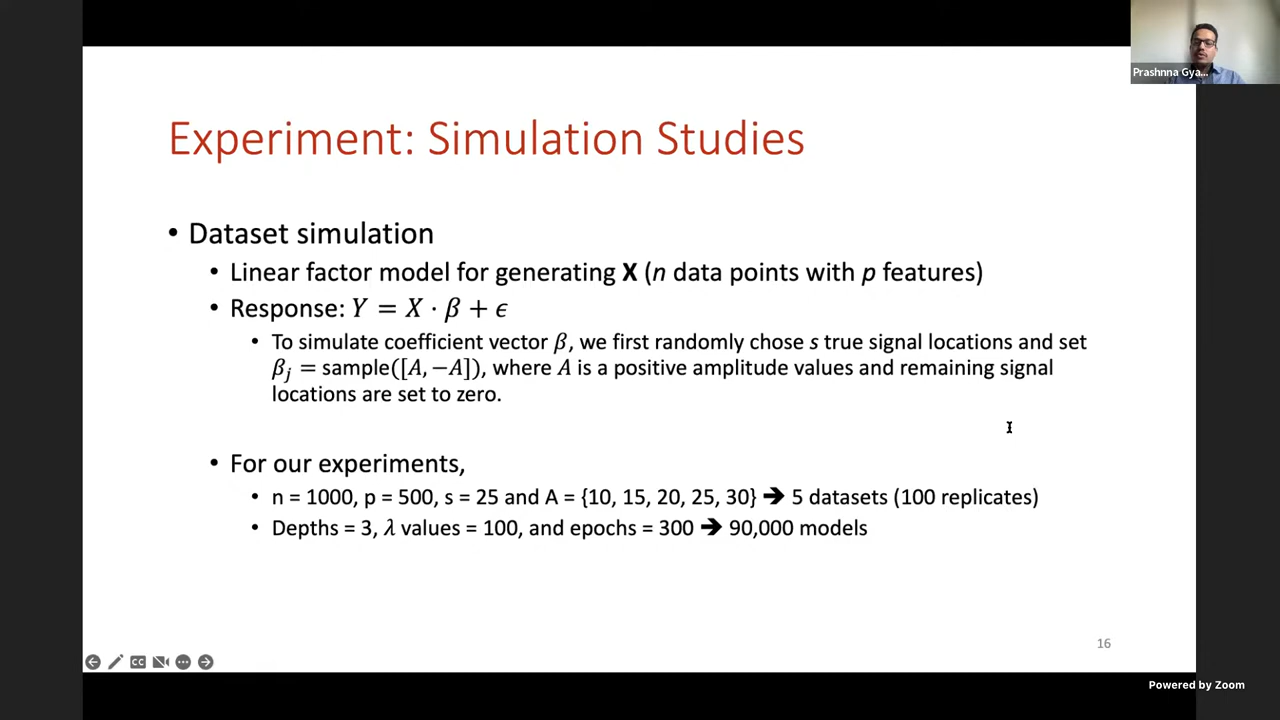 Prashnna Gya...
Experiment: Simulation Studies
• Dataset simulation
• Linear factor model for generating X (n data points with p features)
• Response: Y = X · β + ϵ
• To simulate coefficient vector β, we first randomly chose s true signal locations and set
βⱼ = sample([A, −A]), where A is a positive amplitude values and remaining signal
locations are set to zero.
• For our experiments,
• n = 1000, p = 500, s = 25 and A = {10, 15, 20, 25, 30} ➔ 5 datasets (100 replicates)
• Depths = 3, λ values = 100, and epochs = 300 ➔ 90,000 models
16
CC
Powered by Zoom